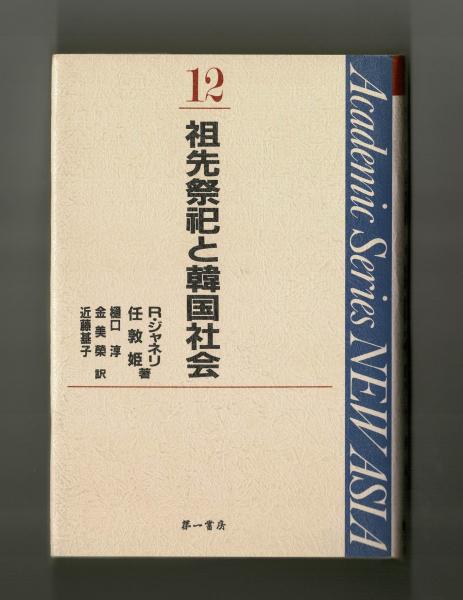 12
祖先祭祀と韓国社会
R・ジャネリ
任敦姫 著
樋口淳
金美榮 訳
近藤基子
第一書房
Academic Series NEW ASIA